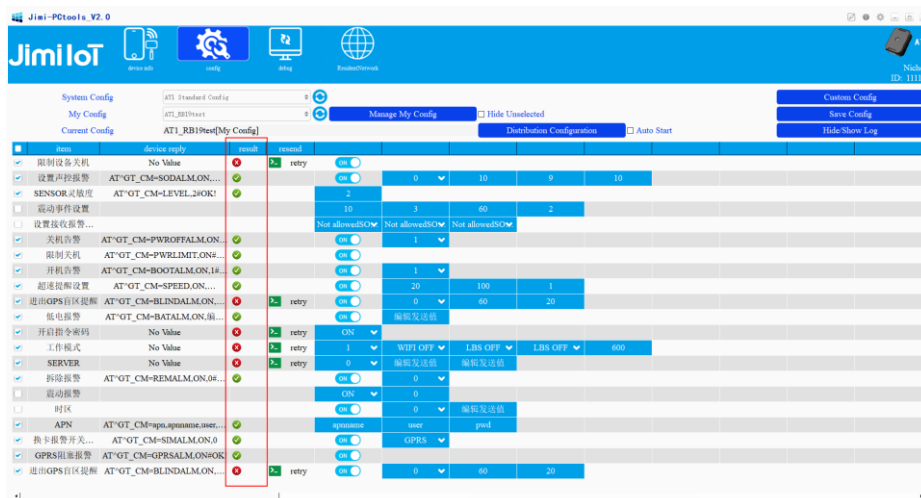 Jimi-PCtools_V2.0
JimiIoT
device info
config
debug
ResidentNetwork
ID: 1111
System Config
AT1 Standard Config
Custom Config
My Config
AT1_RB19test
Manage My Config
Hide Unselected
Save Config
Current Config
AT1_RB19test[My Config]
Distribution Configuration
Auto Start
Hide/Show Log
item device reply result resend
限制设备关机 No Value retry ON
设置声控报警 AT^GT_CM=SODALM,ON,... ON 0 10 9 10
SENSOR灵敏度 AT^GT_CM=LEVEL,2#OK! 2
震动事件设置 10 3 60 2
设置接收报警... Not allowedSO Not allowedSO Not allowedSO
关机告警 AT^GT_CM=PWROFFALM,ON... ON 1
限制关机 AT^GT_CM=PWRLIMIT,ON#... ON
开机告警 AT^GT_CM=BOOTALM,ON,1#... ON 1
超速提醒设置 AT^GT_CM=SPEED,ON,... ON 20 100 1
进出GPS盲区提醒 AT^GT_CM=BLINDALM,ON,... retry ON 0 60 20
低电报警 AT^GT_CM=BATALM,ON,编... ON 编辑发送值
开启指令密码 No Value retry ON
工作模式 No Value retry 1 WIFI OFF LBS OFF LBS OFF 600
SERVER No Value retry 0 编辑发送值 编辑发送值
拆除报警 AT^GT_CM=REMALM,ON,0#... ON 0
震动报警 ON 0
时区 ON 0 编辑发送值
APN AT^GT_CM=apn,apnname,user,... apnname user pwd
换卡报警开关... AT^GT_CM=SIMALM,ON,0 ON GPRS
GPRS阻塞报警 AT^GT_CM=GPRSALM,ON#OK ON
进出GPS盲区提醒 AT^GT_CM=BLINDALM,ON,... retry ON 0 60 20